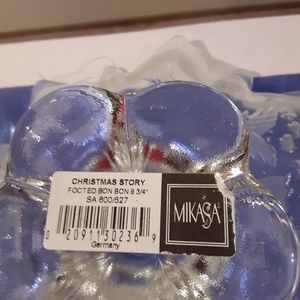 CHRISTMAS STORY
FOOTED BON BON 9 3/4"
SA 600/527
0 20911 30236 9
Germany
MIKASA